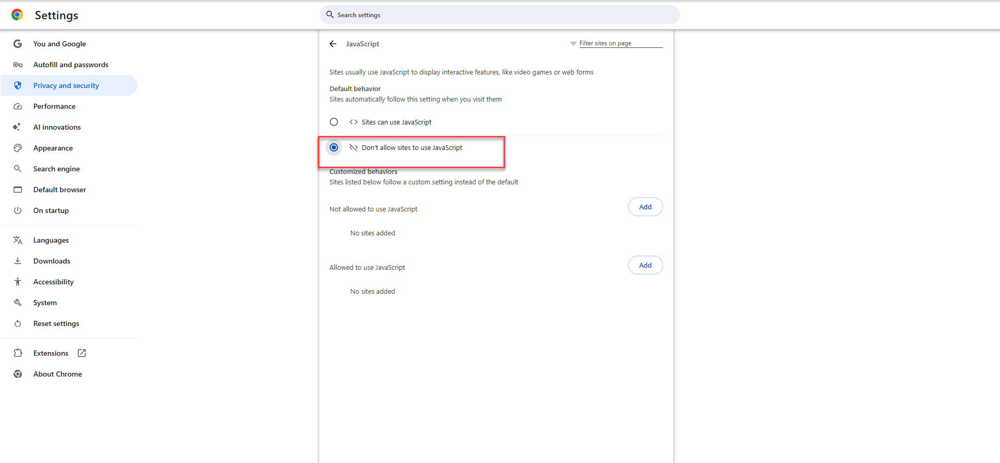 Settings
Search settings
You and Google
Autofill and passwords
Privacy and security
Performance
AI innovations
Appearance
Search engine
Default browser
On startup
Languages
Downloads
Accessibility
System
Reset settings
Extensions
About Chrome
JavaScript
Filter sites on page
Sites usually use JavaScript to display interactive features, like video games or web forms
Default behavior
Sites automatically follow this setting when you visit them
Sites can use JavaScript
Don't allow sites to use JavaScript
Customized behaviors
Sites listed below follow a custom setting instead of the default
Not allowed to use JavaScript
Add
No sites added
Allowed to use JavaScript
Add
No sites added